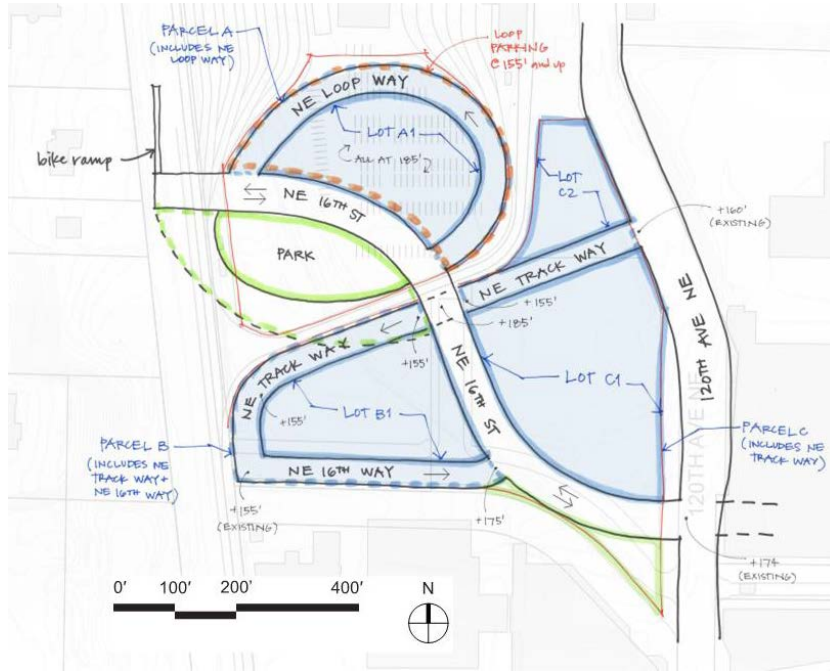 PARCEL A
(INCLUDES NE
LOOP WAY)
LOOP
PARKING
@ 155' and up
NE LOOP WAY
LOT A1
ALL AT 185'
bike ramp
NE 16TH ST
LOT
C2
+160'
(EXISTING)
PARK
NE TRACK WAY
+155'
+185'
120TH AVE NE
120TH AVE NE
NE TRACK WAY
+155'
NE 16TH ST
LOT C1
LOT B1
+155'
PARCEL B
(INCLUDES NE
TRACK WAY+
NE 16TH WAY)
NE 16TH WAY
PARCEL C
(INCLUDES NE
TRACK WAY)
+155'
(EXISTING)
+175'
+174
(EXISTING)
0' 100' 200' 400'
N